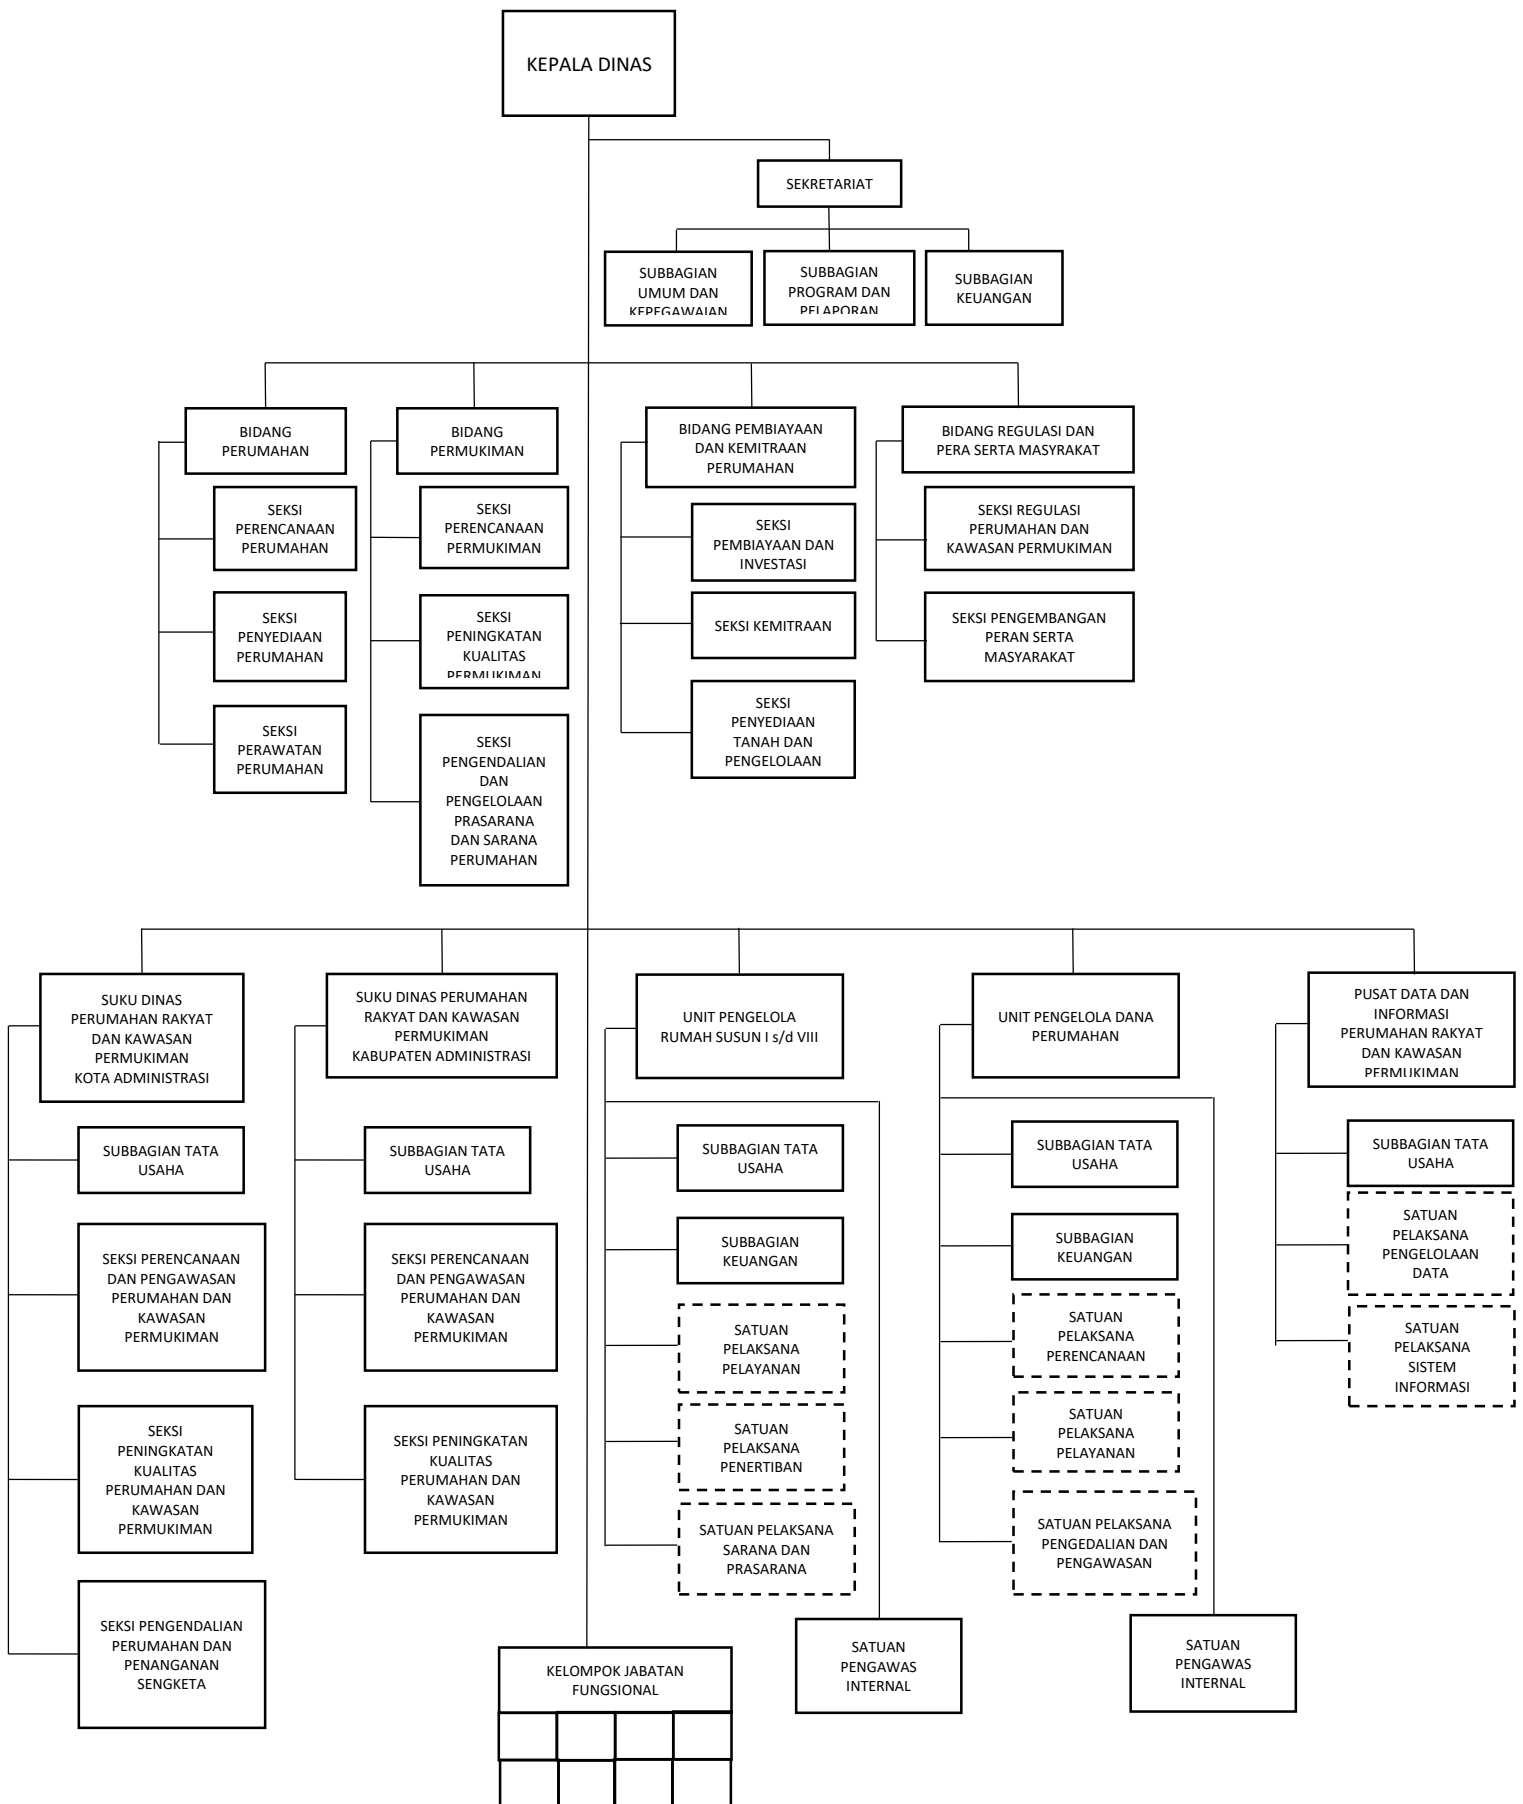 KEPALA DINAS
SEKRETARIAT
SUBBAGIAN
UMUM DAN
KEPEGAWAIAN
SUBBAGIAN
PROGRAM DAN
PELAPORAN
SUBBAGIAN
KEUANGAN
BIDANG
PERUMAHAN
SEKSI
PERENCANAAN
PERUMAHAN
SEKSI
PENYEDIAAN
PERUMAHAN
SEKSI
PERAWATAN
PERUMAHAN
BIDANG
PERMUKIMAN
SEKSI
PERENCANAAN
PERMUKIMAN
SEKSI
PENINGKATAN
KUALITAS
PERMUKIMAN
SEKSI
PENGENDALIAN
DAN
PENGELOLAAN
PRASARANA
DAN SARANA
PERUMAHAN
BIDANG PEMBIAYAAN
DAN KEMITRAAN
PERUMAHAN
SEKSI
PEMBIAYAAN DAN
INVESTASI
SEKSI KEMITRAAN
SEKSI
PENYEDIAAN
TANAH DAN
PENGELOLAAN
BIDANG REGULASI DAN
PERA SERTA MASYRAKAT
SEKSI REGULASI
PERUMAHAN DAN
KAWASAN PERMUKIMAN
SEKSI PENGEMBANGAN
PERAN SERTA
MASYARAKAT
SUKU DINAS
PERUMAHAN RAKYAT
DAN KAWASAN
PERMUKIMAN
KOTA ADMINISTRASI
SUBBAGIAN TATA
USAHA
SEKSI PERENCANAAN
DAN PENGAWASAN
PERUMAHAN DAN
KAWASAN
PERMUKIMAN
SEKSI
PENINGKATAN
KUALITAS
PERUMAHAN DAN
KAWASAN
PERMUKIMAN
SEKSI PENGENDALIAN
PERUMAHAN DAN
PENANGANAN
SENGKETA
SUKU DINAS PERUMAHAN
RAKYAT DAN KAWASAN
PERMUKIMAN
KABUPATEN ADMINISTRASI
SUBBAGIAN TATA
USAHA
SEKSI PERENCANAAN
DAN PENGAWASAN
PERUMAHAN DAN
KAWASAN
PERMUKIMAN
SEKSI PENINGKATAN
KUALITAS
PERUMAHAN DAN
KAWASAN
PERMUKIMAN
UNIT PENGELOLA
RUMAH SUSUN I s/d VIII
SUBBAGIAN TATA
USAHA
SUBBAGIAN
KEUANGAN
SATUAN
PELAKSANA
PELAYANAN
SATUAN
PELAKSANA
PENERTIBAN
SATUAN PELAKSANA
SARANA DAN
PRASARANA
SATUAN
PENGAWAS
INTERNAL
UNIT PENGELOLA DANA
PERUMAHAN
SUBBAGIAN TATA
USAHA
SUBBAGIAN
KEUANGAN
SATUAN
PELAKSANA
PERENCANAAN
SATUAN
PELAKSANA
PELAYANAN
SATUAN PELAKSANA
PENGEDALIAN DAN
PENGAWASAN
SATUAN
PENGAWAS
INTERNAL
PUSAT DATA DAN
INFORMASI
PERUMAHAN RAKYAT
DAN KAWASAN
PERMUKIMAN
SUBBAGIAN TATA
USAHA
SATUAN
PELAKSANA
PENGELOLAAN
DATA
SATUAN
PELAKSANA
SISTEM
INFORMASI
KELOMPOK JABATAN
FUNGSIONAL